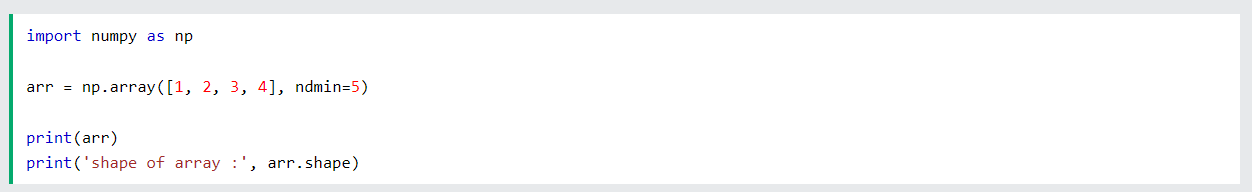 import numpy as np
arr = np.array([1, 2, 3, 4], ndmin=5)
print(arr)
print('shape of array :', arr.shape)